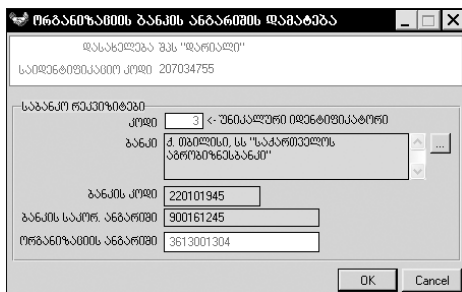 ორგანიზაციის ბანკის ანგარიშის დამატება
დასახელება შპს "დარიალი"
საიდენტიფიკაციო კოდი 207034755
საბანკო რეკვიზიტები
კოდი 3 <- უნიკალური იდენტიფიკატორი
ბანკი ქ. თბილისი, სს "საქართველოს
აგრობიზნესბანკი"
...
ბანკის კოდი 220101945
ბანკის საკორ. ანგარიში 900161245
ორგანიზაციის ანგარიში 3613001304
OK Cancel